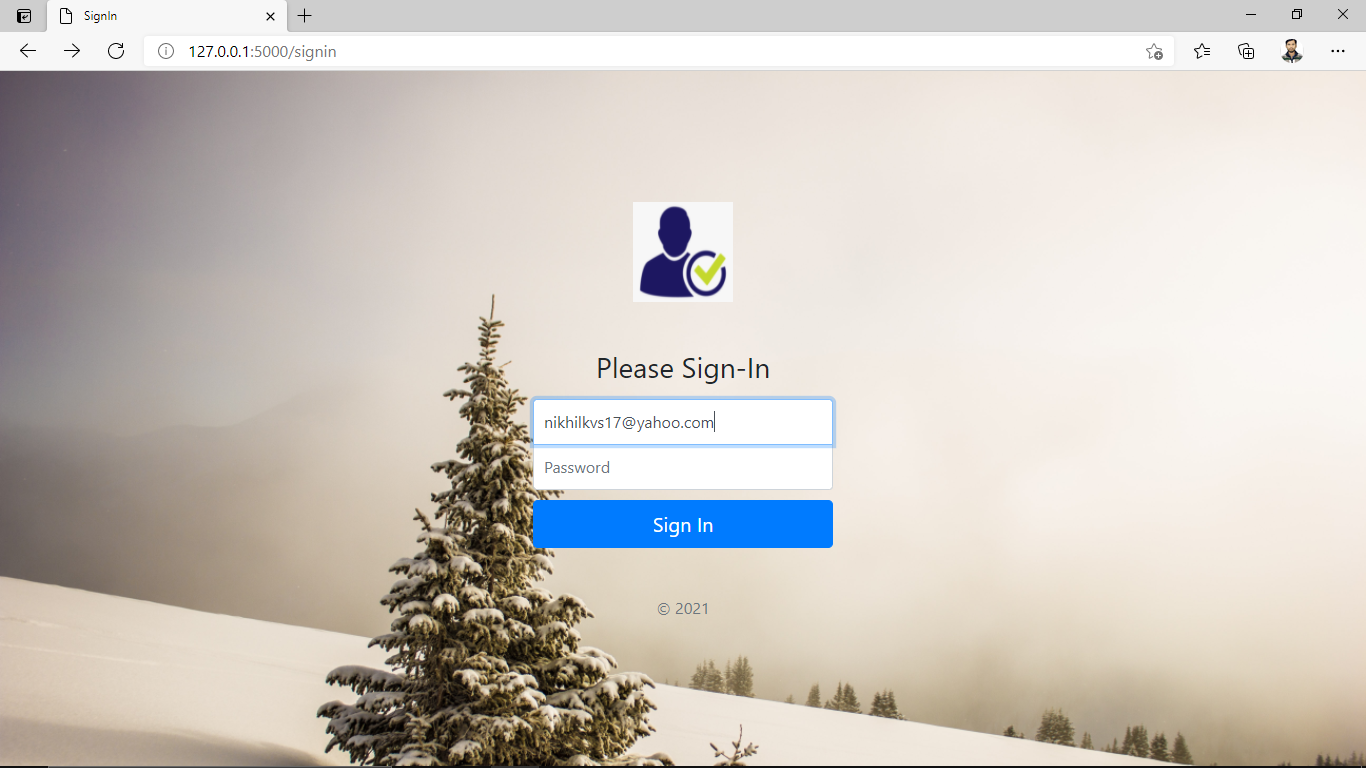 SignIn
127.0.0.1:5000/signin
Please Sign-In
nikhilkvs17@yahoo.com
Password
Sign In
© 2021